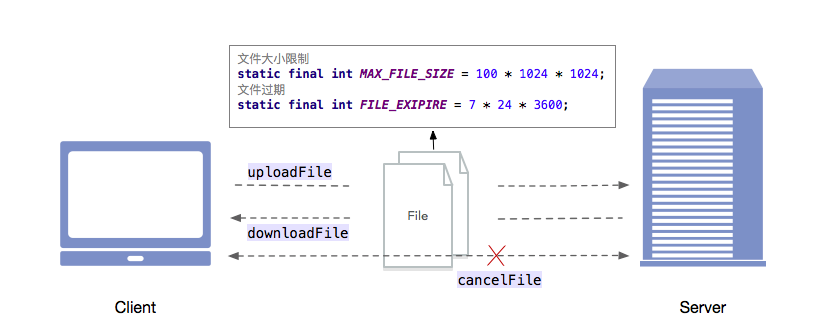 文件大小限制
static final int MAX_FILE_SIZE = 100 * 1024 * 1024;
文件过期
static final int FILE_EXIPIRE = 7 * 24 * 3600;
uploadFile
File
downloadFile
cancelFile
Client
Server